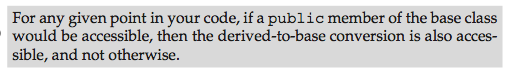 For any given point in your code, if a public member of the base class
would be accessible, then the derived-to-base conversion is also acces-
sible, and not otherwise.